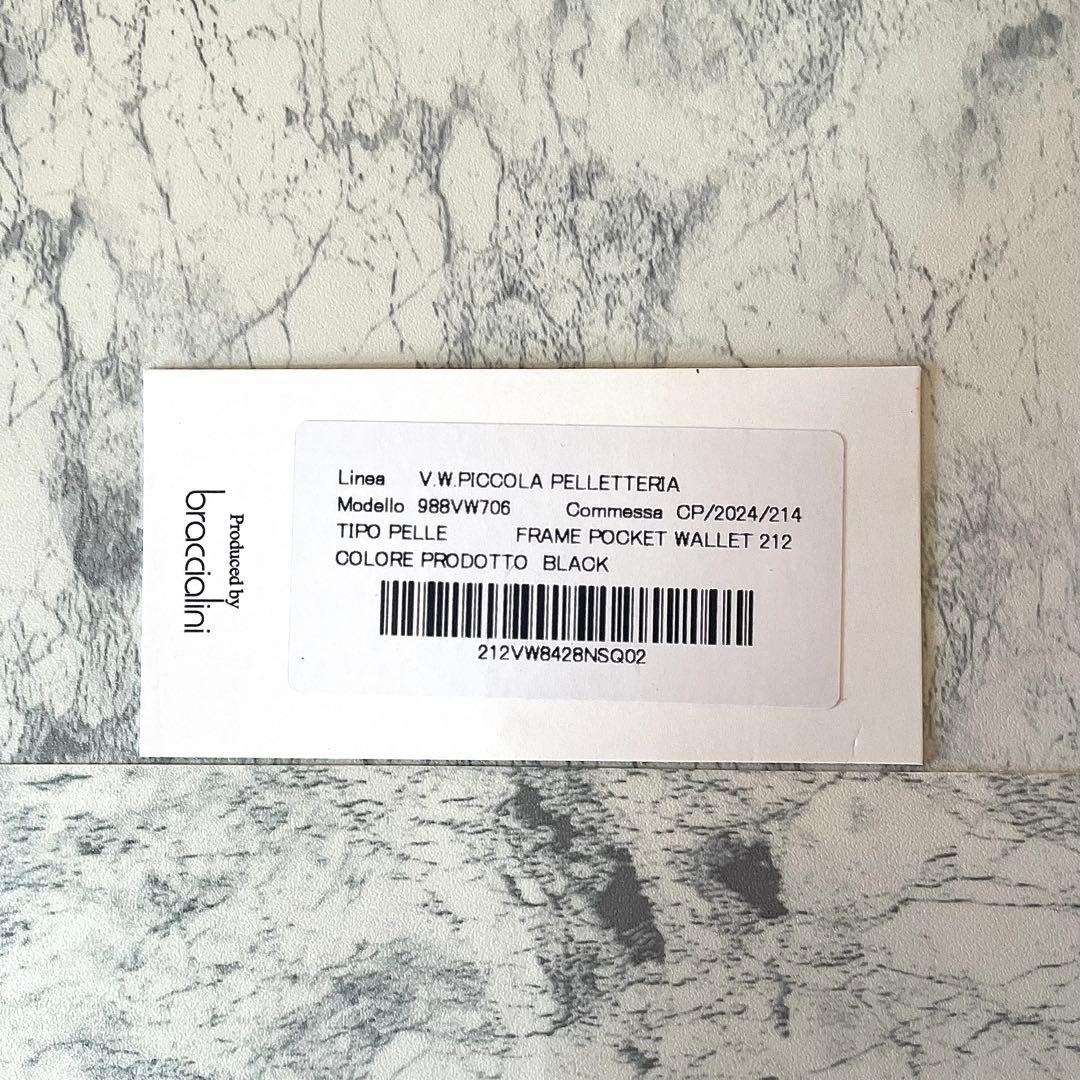 Produced by
braccialini
Linea V.W.PICCOLA PELLETTERIA
Modello 988VW706 Commessa CP/2024/214
TIPO PELLE FRAME POCKET WALLET 212
COLORE PRODOTTO BLACK
212VW8428NSQ02